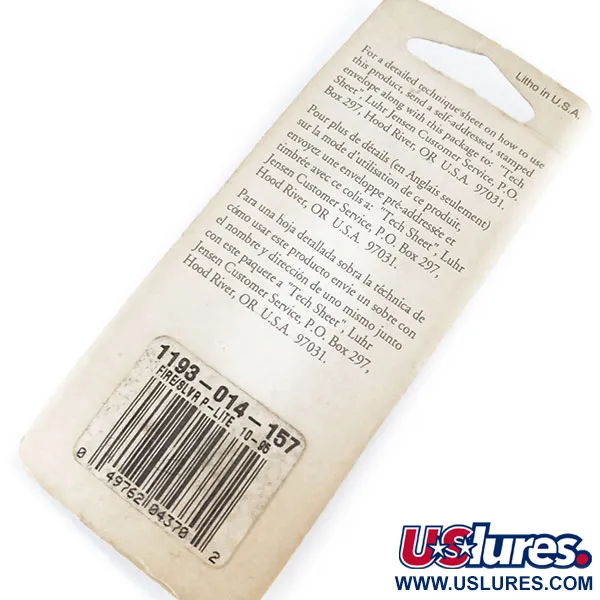 Litho in U.S.A.
For a detailed technique sheet on how to use
this product, send a self-addressed, stamped
envelope along with this package to: "Tech
Sheet", Luhr Jensen Customer Service, P.O.
Box 297, Hood River, OR U.S.A. 97031.
Pour plus de détails (en Anglais seulement)
sur la mode d'utilisation de ce produit,
envoyez une enveloppe pré-addressée et
timbrée avec ce colis a: "Tech Sheet", Luhr
Jensen Customer Service, P.O. Box 297,
Hood River, OR U.S.A. 97031.
Para una hoja detallada sobra la téchnica de
cómo usar este producto envie un sobre con
el nombre y dirección de uno mismo junto
con este paquete a "Tech Sheet", Luhr
Jensen Customer Service, P.O. Box 297,
Hood River, OR U.S.A. 97031.
1193-014-157
FIRE/SLVR P-LITE 10-95
0 49762 04370 2
USlures.
WWW.USLURES.COM